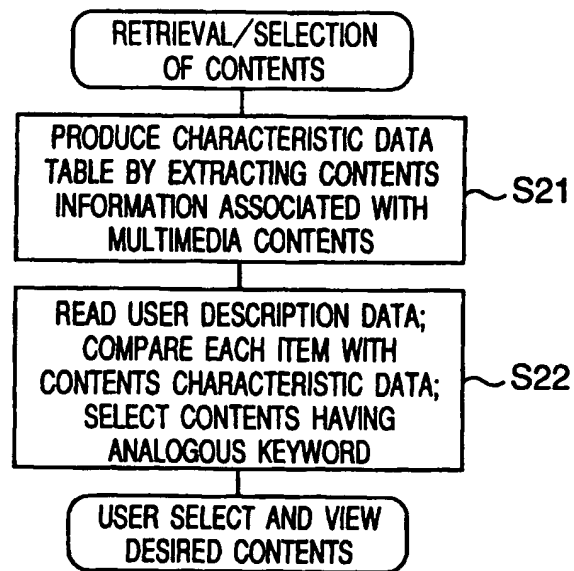 RETRIEVAL/SELECTION
OF CONTENTS
PRODUCE CHARACTERISTIC DATA
TABLE BY EXTRACTING CONTENTS
INFORMATION ASSOCIATED WITH
MULTIMEDIA CONTENTS
S21
READ USER DESCRIPTION DATA;
COMPARE EACH ITEM WITH
CONTENTS CHARACTERISTIC DATA;
SELECT CONTENTS HAVING
ANALOGOUS KEYWORD
S22
USER SELECT AND VIEW
DESIRED CONTENTS